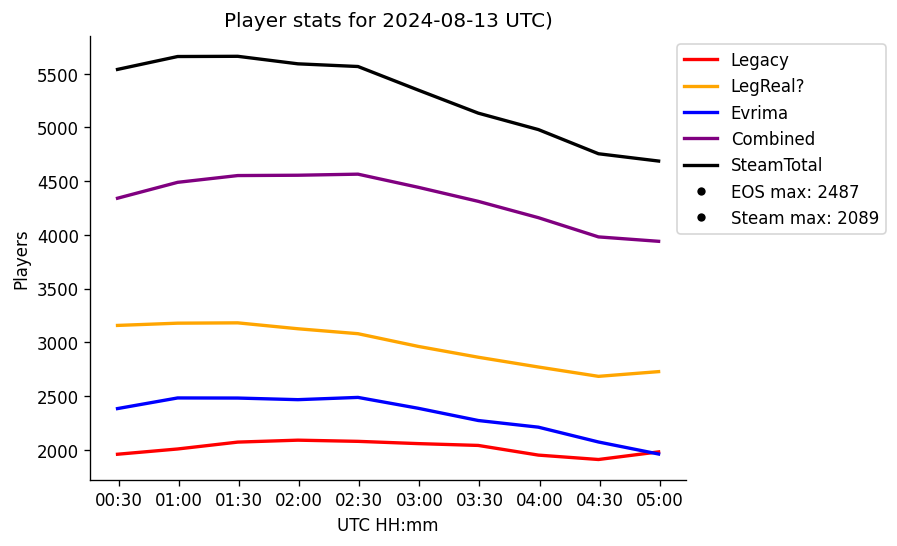 Player stats for 2024-08-13 UTC)
Legacy
LegReal?
Evrima
Combined
SteamTotal
EOS max: 2487
Steam max: 2089
Players
5500
5000
4500
4000
3500
3000
2500
2000
00:30 01:00 01:30 02:00 02:30 03:00 03:30 04:00 04:30 05:00
UTC HH:mm